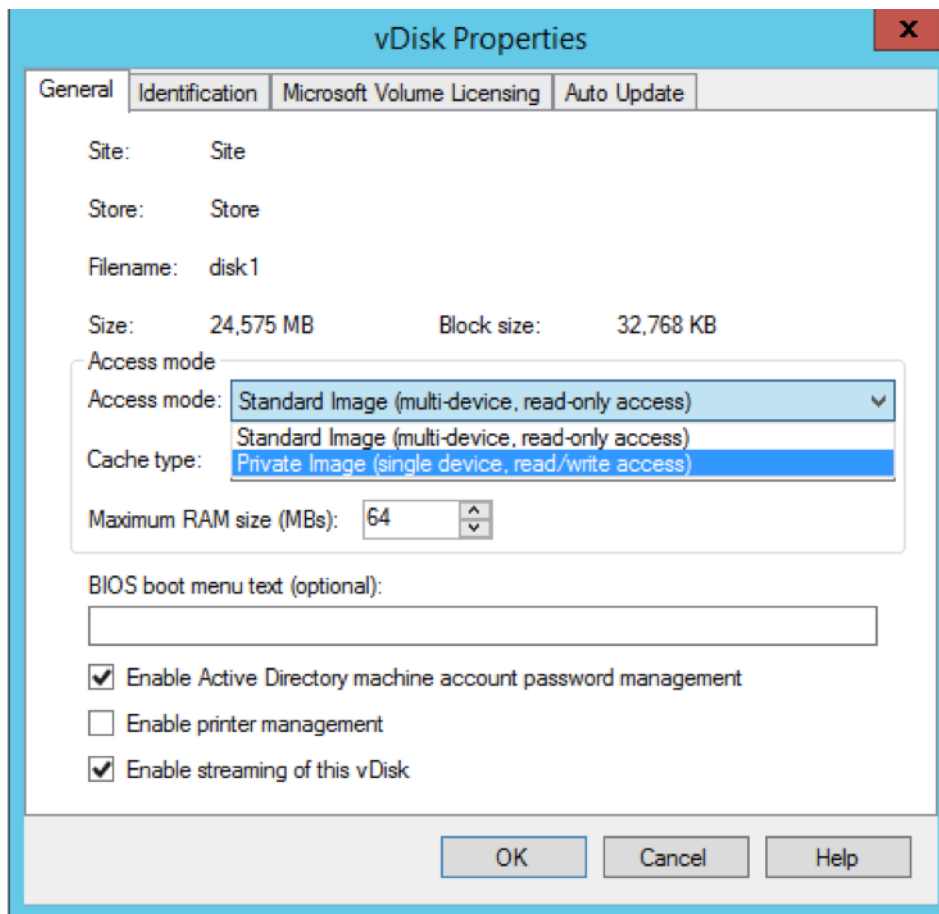 vDisk Properties
x
General Identification Microsoft Volume Licensing Auto Update
Site: Site
Store: Store
Filename: disk1
Size: 24,575 MB Block size: 32,768 KB
Access mode
Access mode: Standard Image (multi-device, read-only access)
Standard Image (multi-device, read-only access)
Cache type: Private Image (single device, read/write access)
Maximum RAM size (MBs): 64
BIOS boot menu text (optional):
Enable Active Directory machine account password management
Enable printer management
Enable streaming of this vDisk
OK Cancel Help